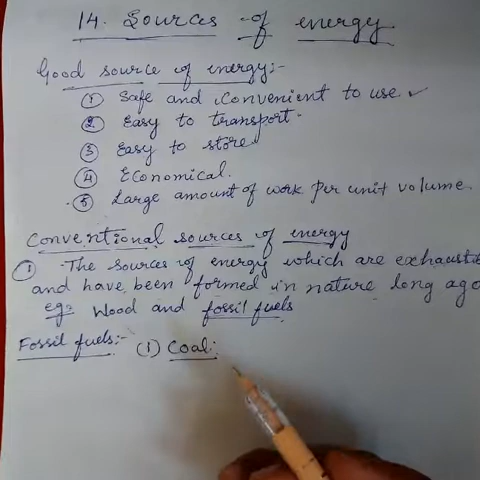 14. Sources of energy
Good source of energy:-
① Safe and convenient to use ✓
② Easy to transport.
③ Easy to store
④ Economical.
⑤ Large amount of work per unit volume.
Conventional sources of energy
① The sources of energy which are exhausti
and have been formed in nature long ago
eg:- Wood and fossil fuels
Fossil fuels:- (1) Coal: